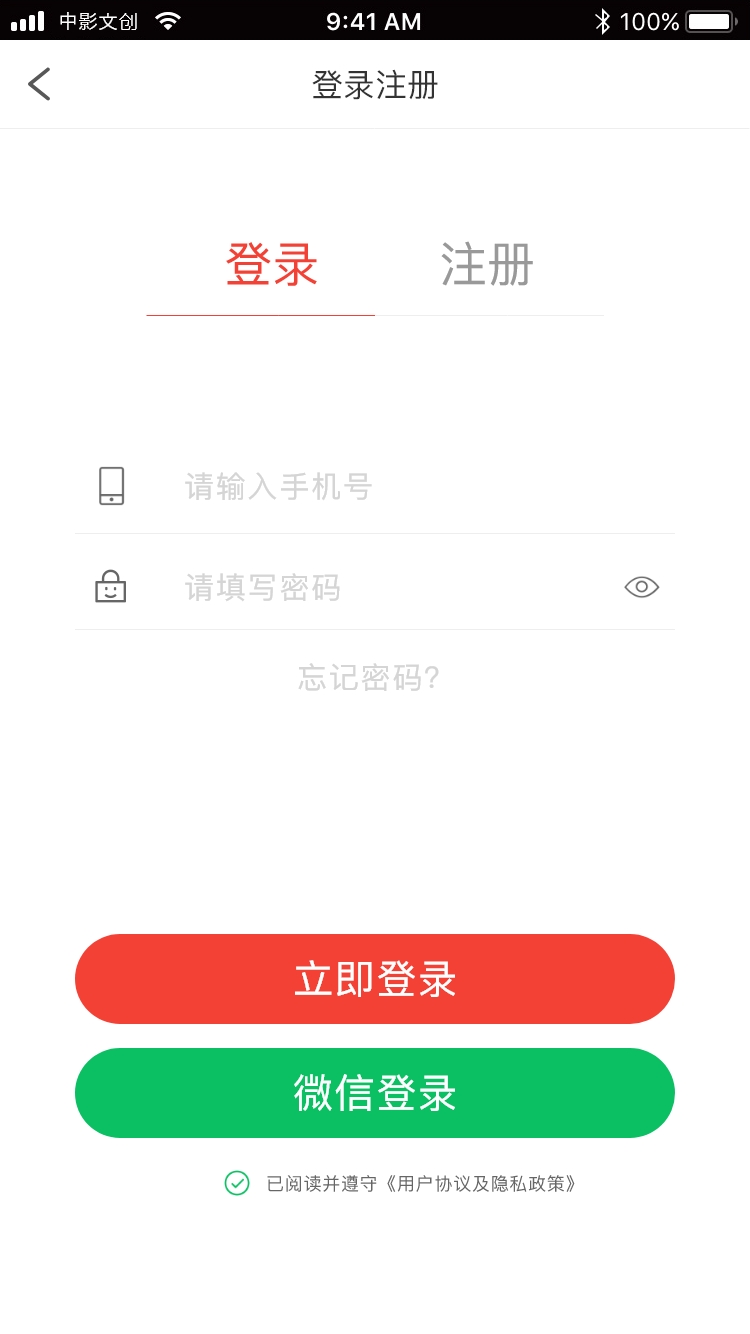 中影文创 9:41 AM 100%
登录注册
登录 注册
请输入手机号
请填写密码
忘记密码?
立即登录
微信登录
已阅读并遵守《用户协议及隐私政策》